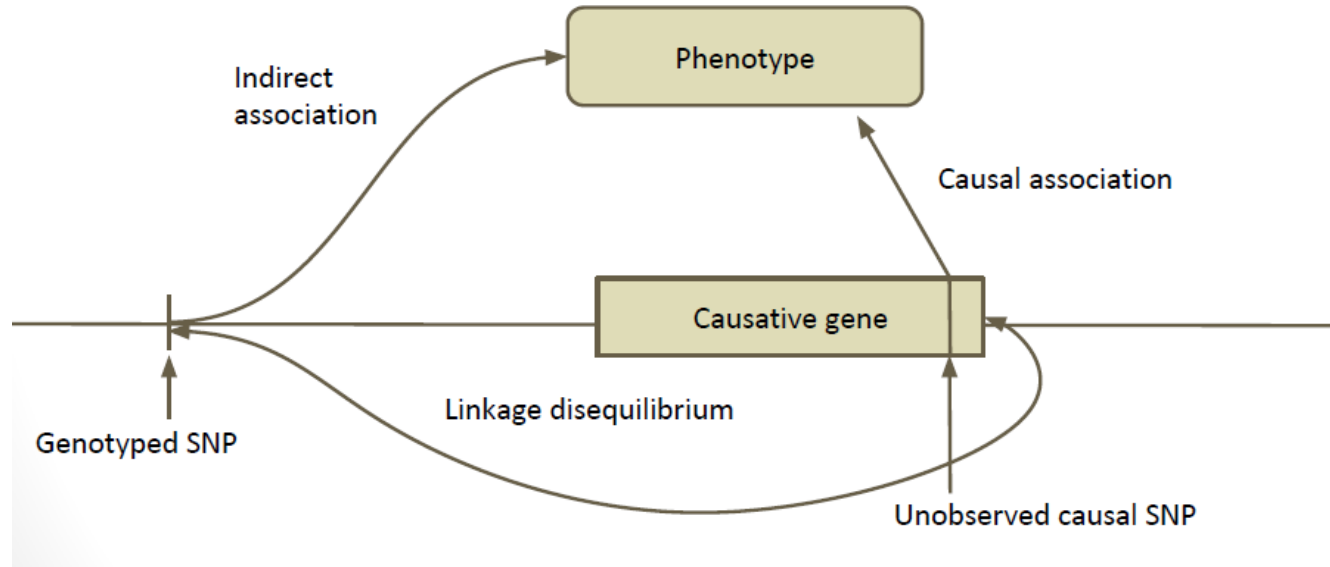 Phenotype
Indirect
association
Causal association
Causative gene
Linkage disequilibrium
Genotyped SNP
Unobserved causal SNP